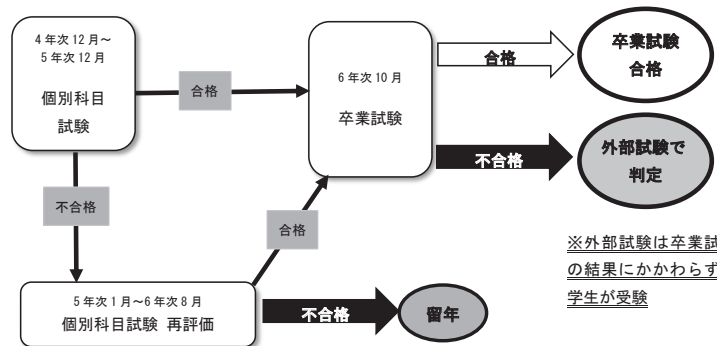 4年次12月～
5年次12月
個別科目
試験
合格
6年次10月
卒業試験
合格
卒業試験
合格
不合格
外部試験で
判定
不合格
合格
※外部試験は卒業試
の結果にかかわらず
学生が受験
5年次1月～6年次8月
個別科目試験 再評価
不合格
留年